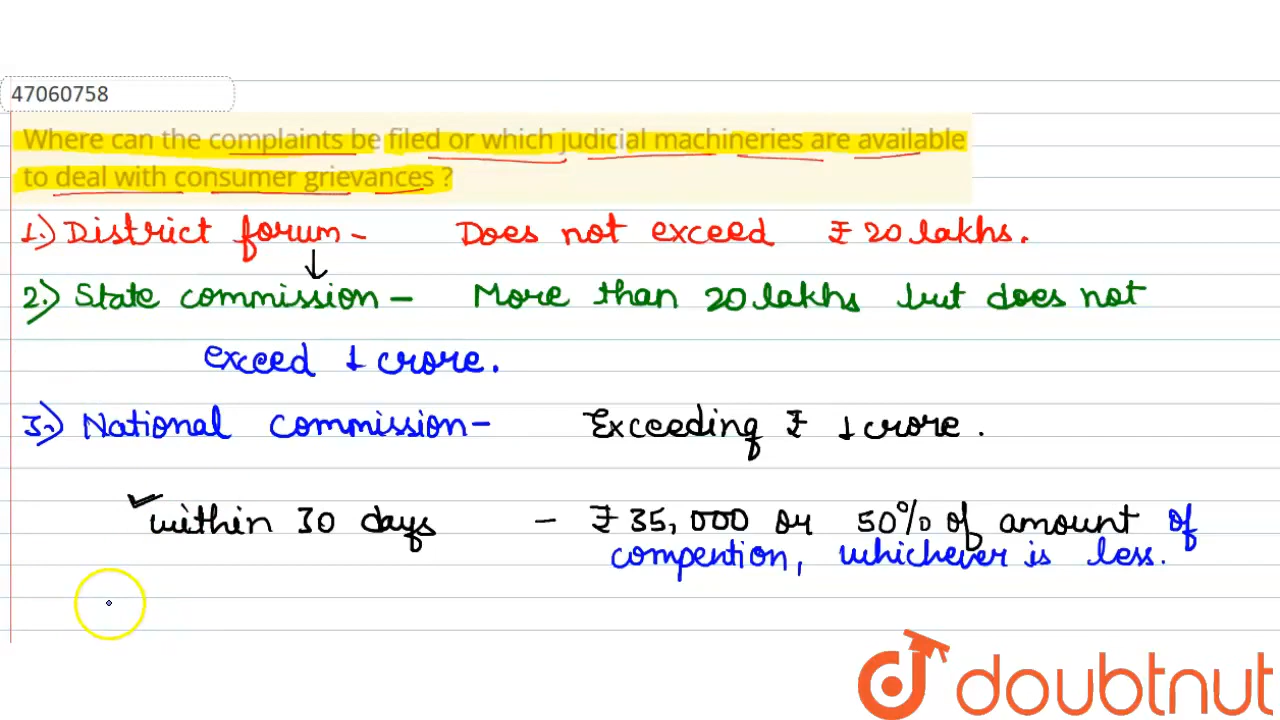 47060758
Where can the complaints be filed or which judicial machineries are available
to deal with consumer grievances ?
1.) District forum - Does not exceed ₹ 20 lakhs.
2.) State commission - More than 20 lakhs but does not
exceed 1 crore.
3.) National commission - Exceeding ₹ 1 crore.
within 30 days - ₹ 35,000 or 50% of amount of
compention, whichever is less.
doubtnut